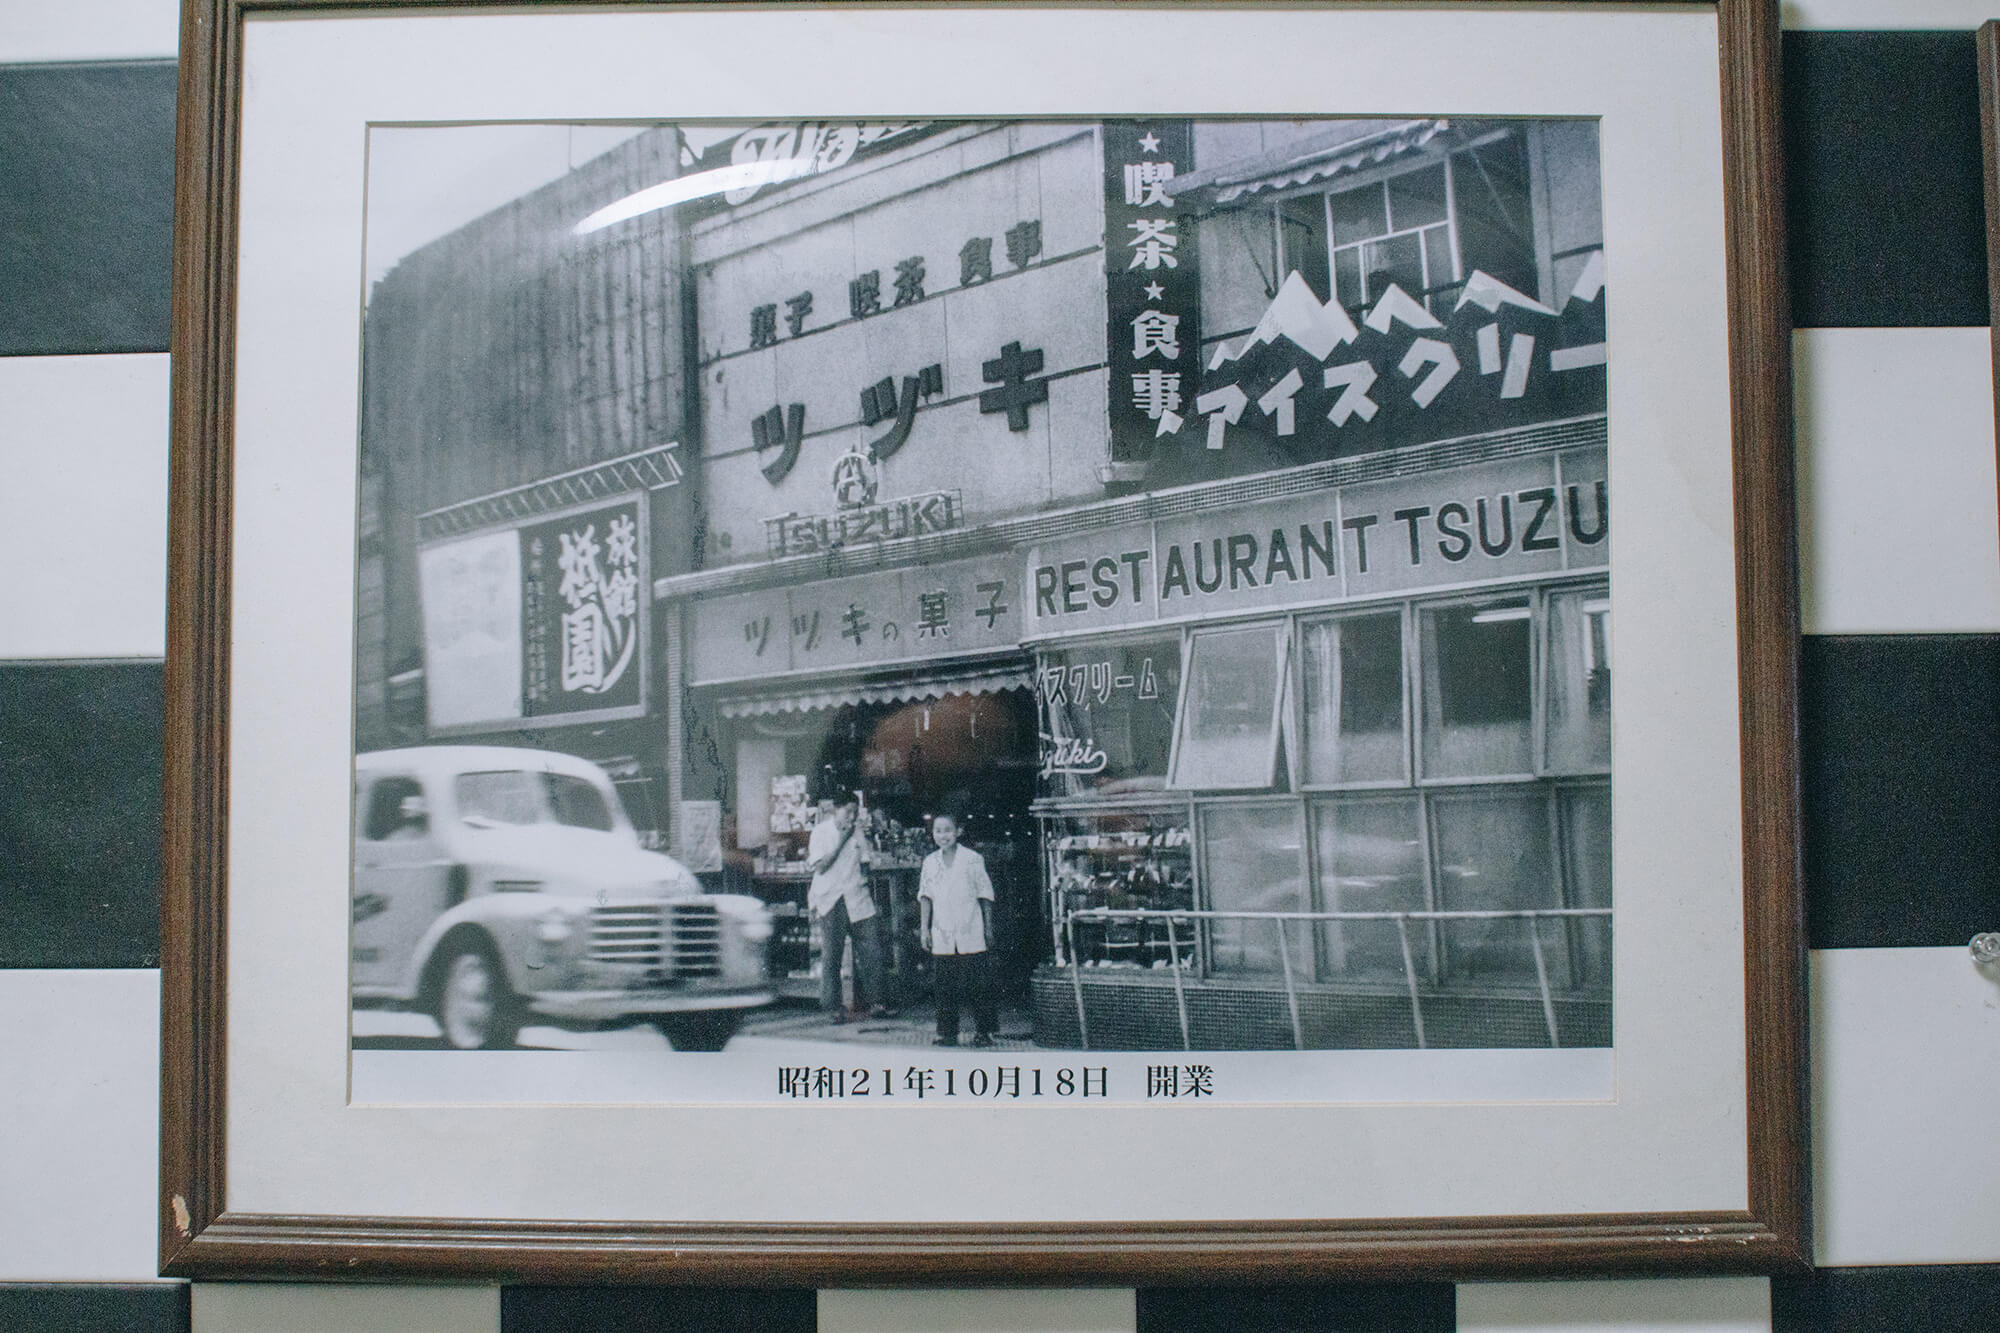 喫茶★食事
菓子 喫茶 食事
ツヅキ
TSUZUKI
アイスクリー
旅館
祇園
RESTAURANT TSUZU
ツヅキの菓子
イスクリーム
昭和21年10月18日 開業